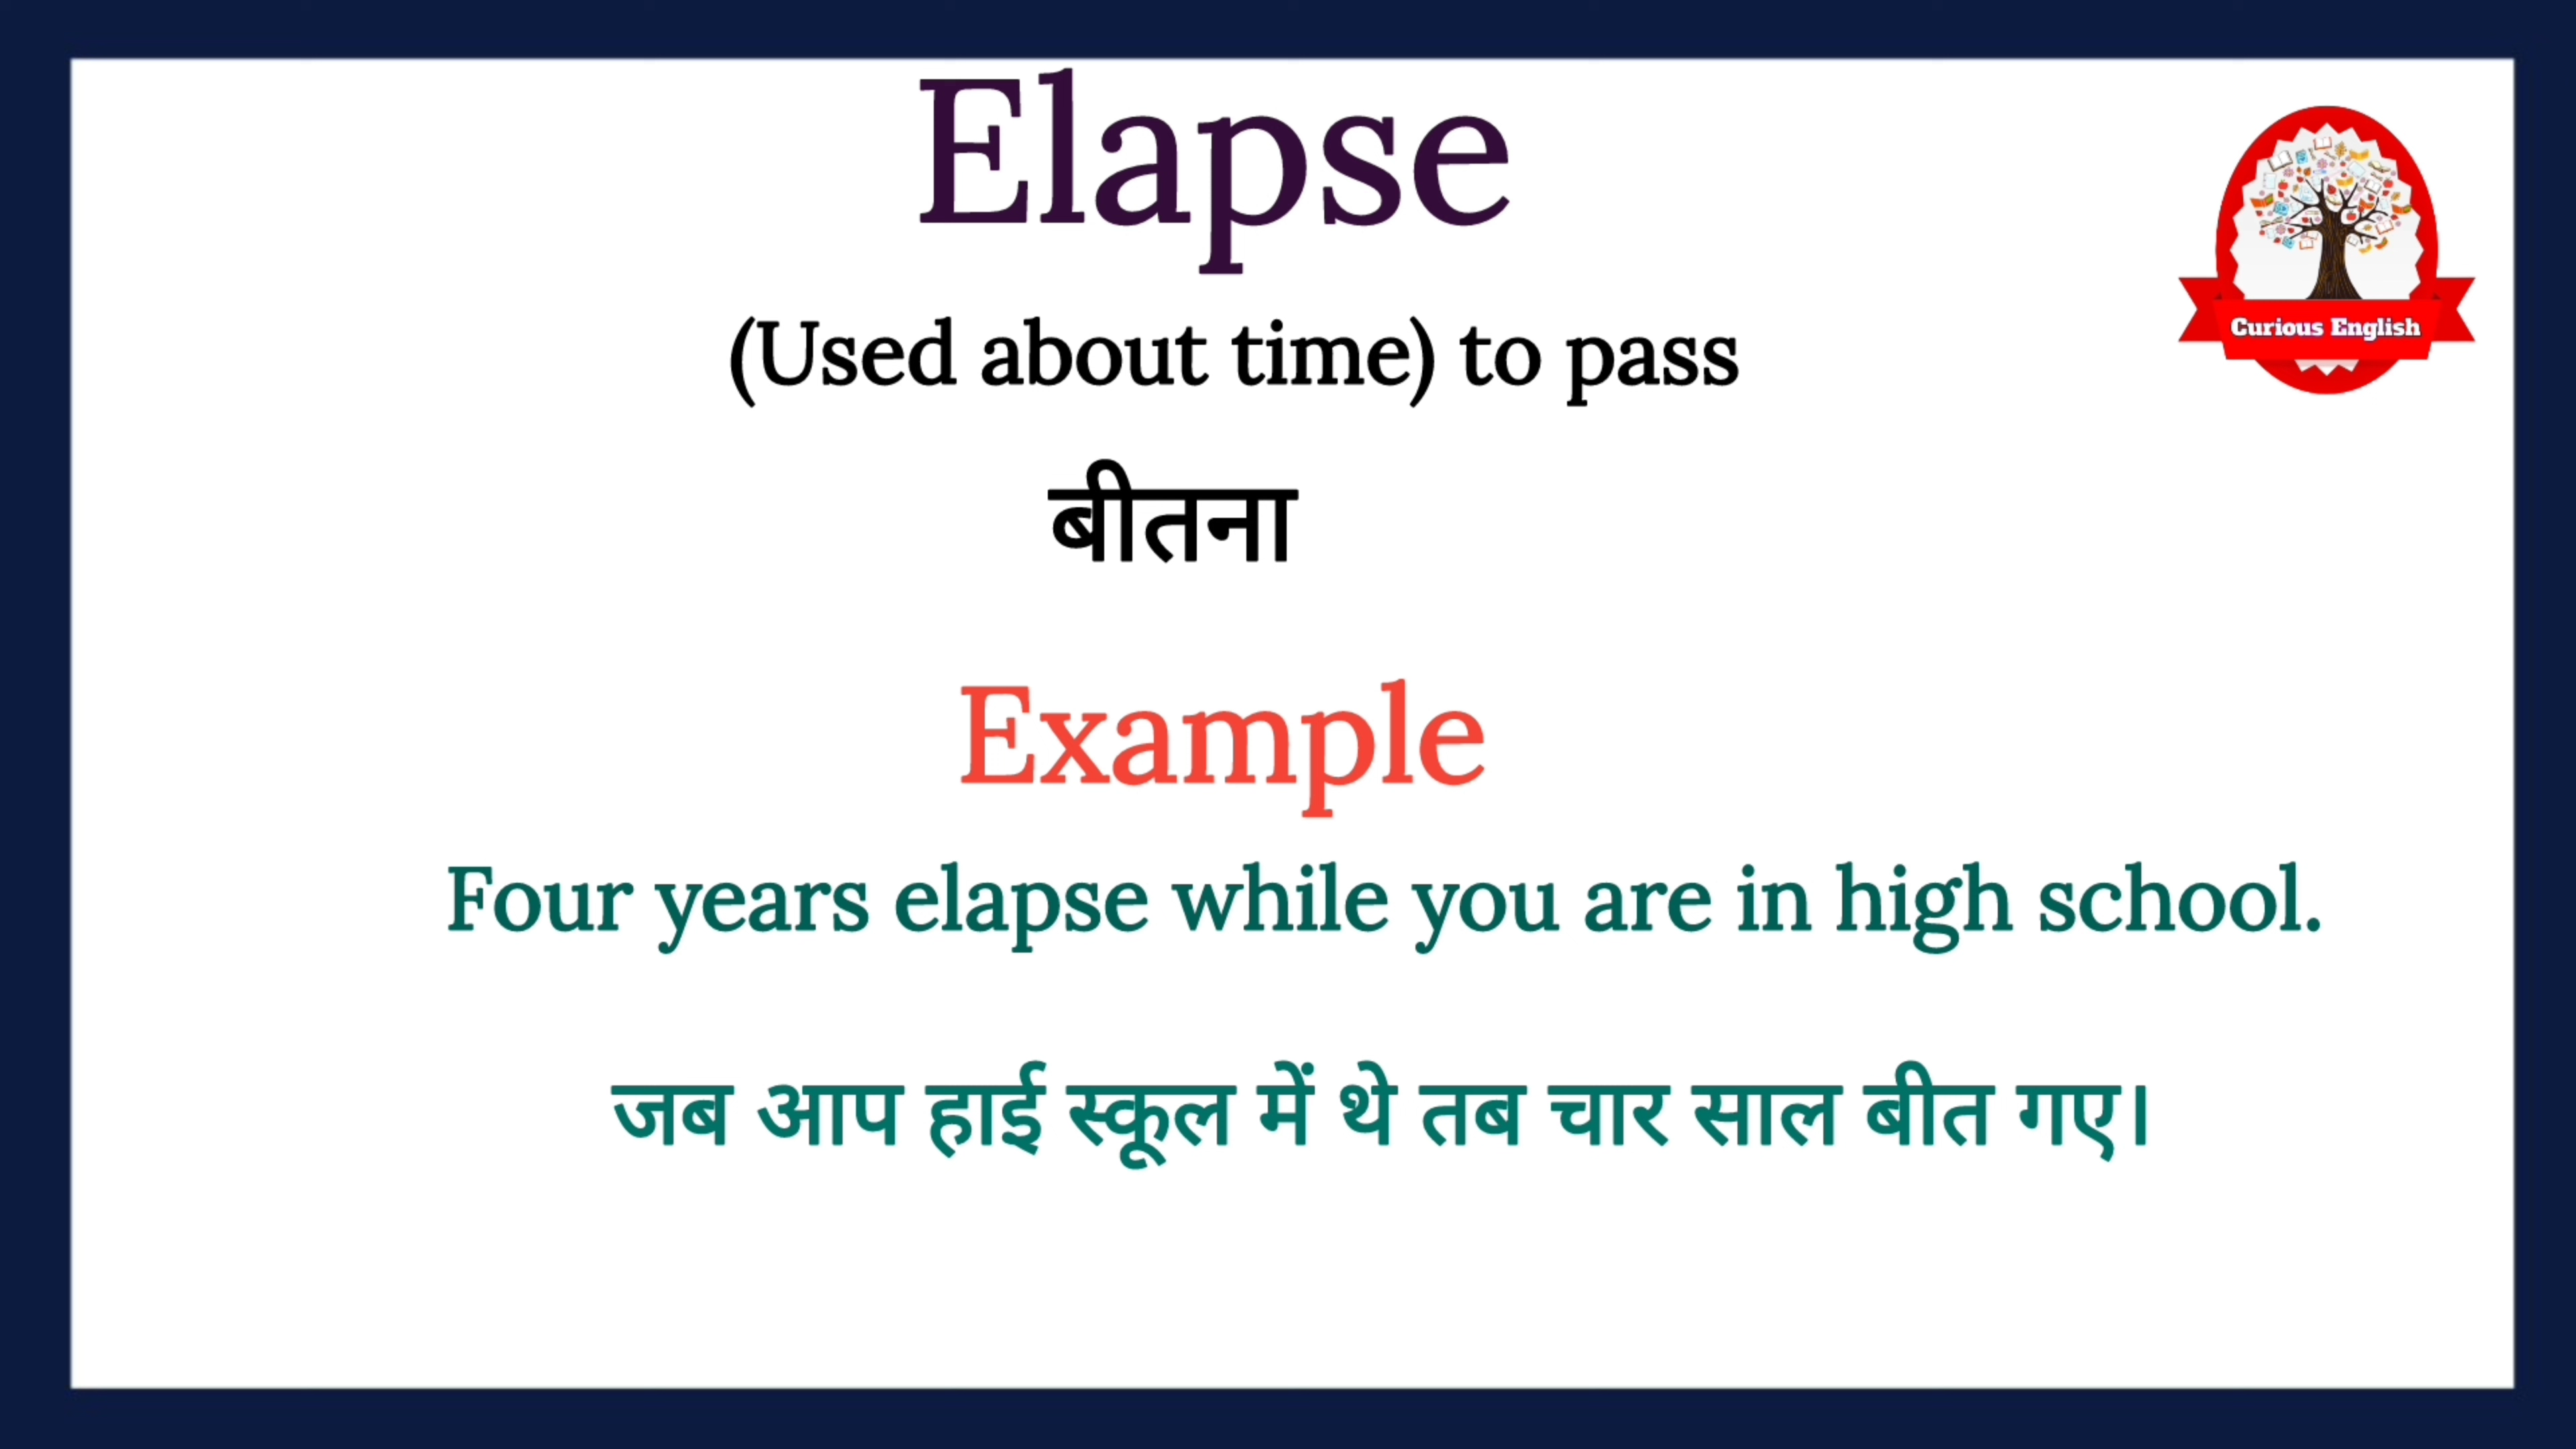 Elapse
(Used about time) to pass
Curious English
बीतना
Example
Four years elapse while you are in high school.
जब आप हाई स्कूल में थे तब चार साल बीत गए।